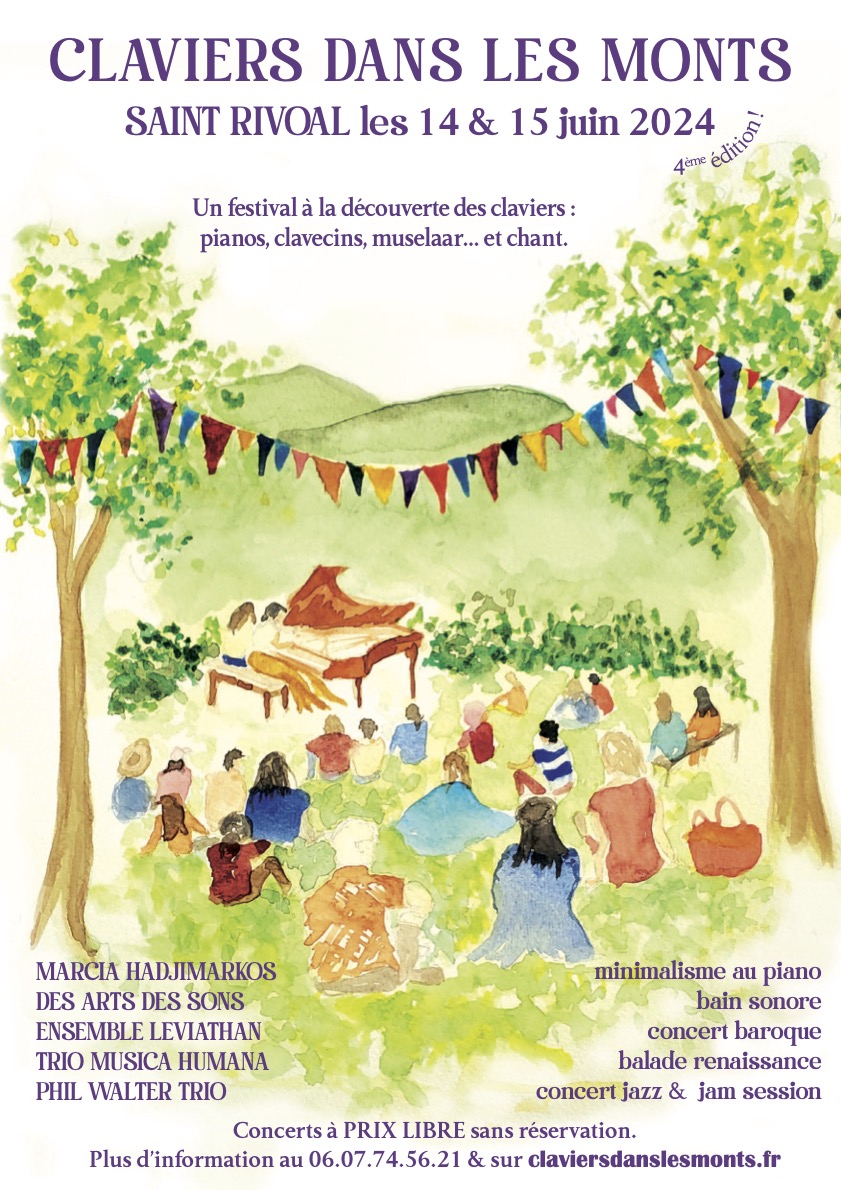 CLAVIERS DANS LES MONTS
SAINT RIVOAL les 14 & 15 juin 2024
4ème édition !
Un festival à la découverte des claviers :
pianos, clavecins, muselaar... et chant.
MARCIA HADJIMARKOS
minimalisme au piano
DES ARTS DES SONS
bain sonore
ENSEMBLE LEVIATHAN
concert baroque
TRIO MUSICA HUMANA
balade renaissance
PHIL WALTER TRIO
concert jazz & jam session
Concerts à PRIX LIBRE sans réservation.
Plus d'information au 06.07.74.56.21 & sur claviersdanslesmonts.fr